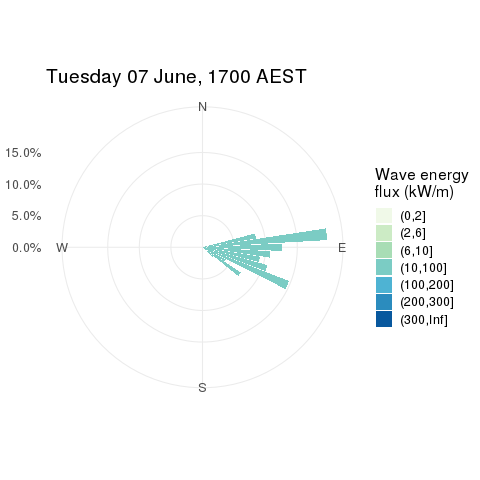 Tuesday 07 June, 1700 AEST
N
15.0%
10.0%
5.0%
0.0%
W
E
S
Wave energy
flux (kW/m)
(0,2]
(2,6]
(6,10]
(10,100]
(100,200]
(200,300]
(300,Inf]